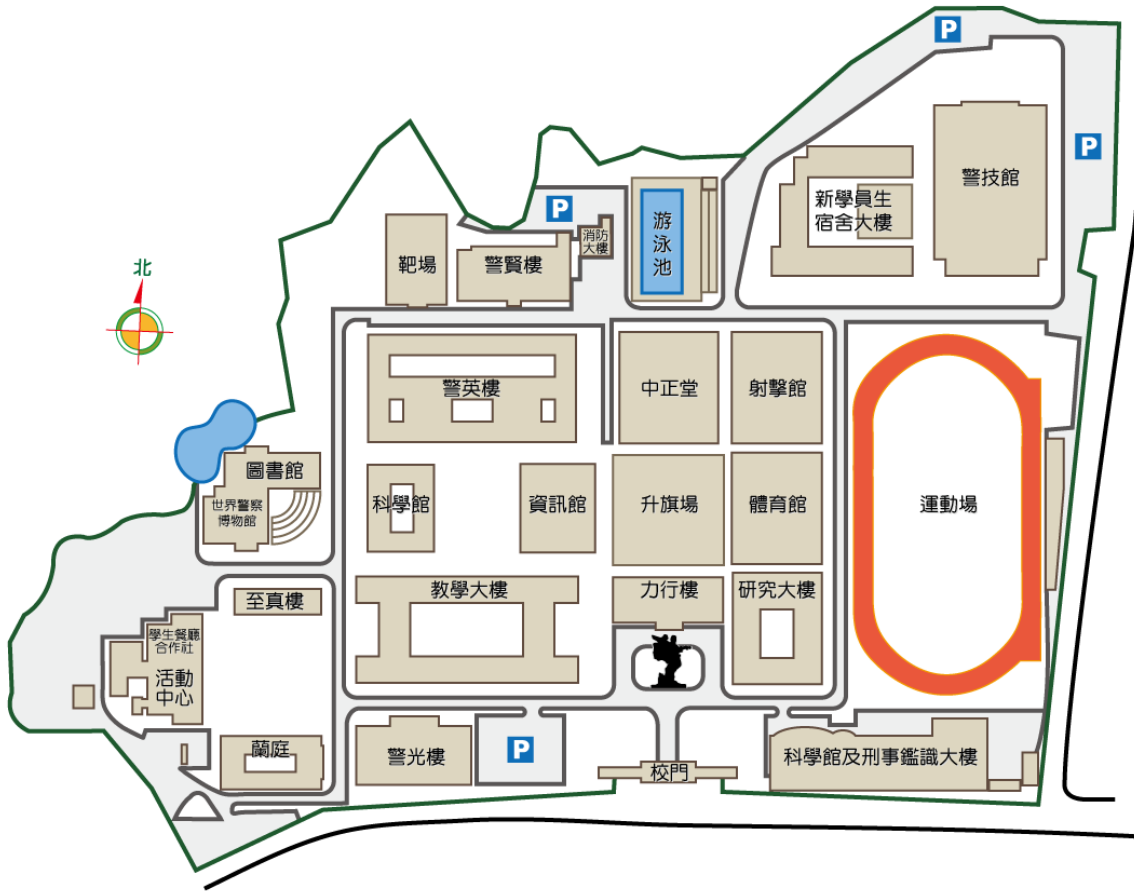 P
P
警技館
新學員生
宿舍大樓
P
消防
大樓
游
泳
池
靶場
警賢樓
北
警英樓
中正堂
射擊館
圖書館
世界警察
博物館
科學館
資訊館
升旗場
體育館
運動場
至真樓
教學大樓
力行樓
研究大樓
學生餐廳
合作社
活動
中心
蘭庭
警光樓
P
校門
科學館及刑事鑑識大樓